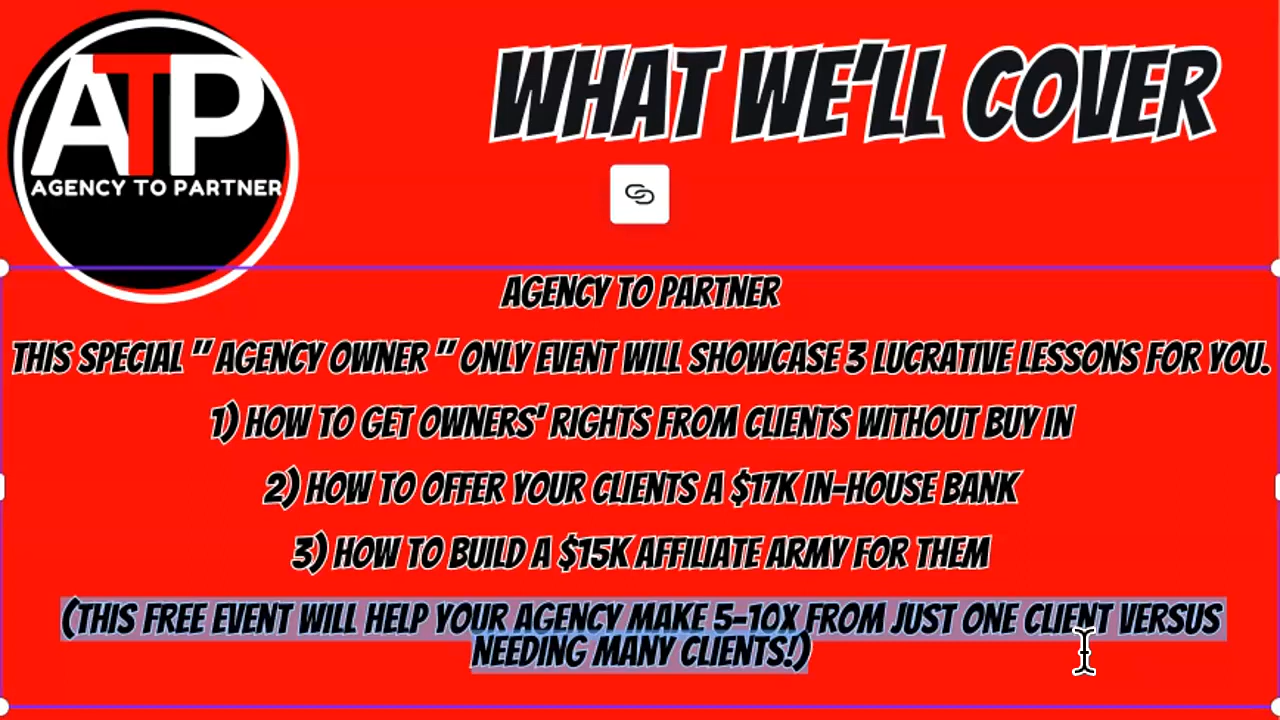 ATP
AGENCY TO PARTNER
WHAT WE'LL COVER
AGENCY TO PARTNER
THIS SPECIAL " AGENCY OWNER " ONLY EVENT WILL SHOWCASE 3 LUCRATIVE LESSONS FOR YOU.
1) HOW TO GET OWNERS' RIGHTS FROM CLIENTS WITHOUT BUY IN
2) HOW TO OFFER YOUR CLIENTS A $17K IN-HOUSE BANK
3) HOW TO BUILD A $15K AFFILIATE ARMY FOR THEM
(THIS FREE EVENT WILL HELP YOUR AGENCY MAKE 5-10X FROM JUST ONE CLIENT VERSUS
NEEDING MANY CLIENTS!)